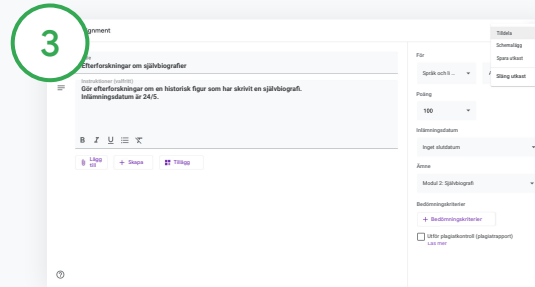 3
gnment
Tilldela
Schemalägg
Spara utkast
Släng utkast
Efterforskningar om självbiografier
Instruktioner (valfritt)
Gör efterforskningar om en historisk figur som har skrivit en självbiografi.
Inlämningsdatum är 24/5.
B I U
Lägg till
+ Skapa
Tillägg
För
Språk och li ...
Poäng
100
Inlämningsdatum
Inget slutdatum
Ämne
Modul 2: Självbiografi
Bedömningskriterier
+ Bedömningskriterier
Utför plagiatkontroll (plagiatrapport)
Läs mer